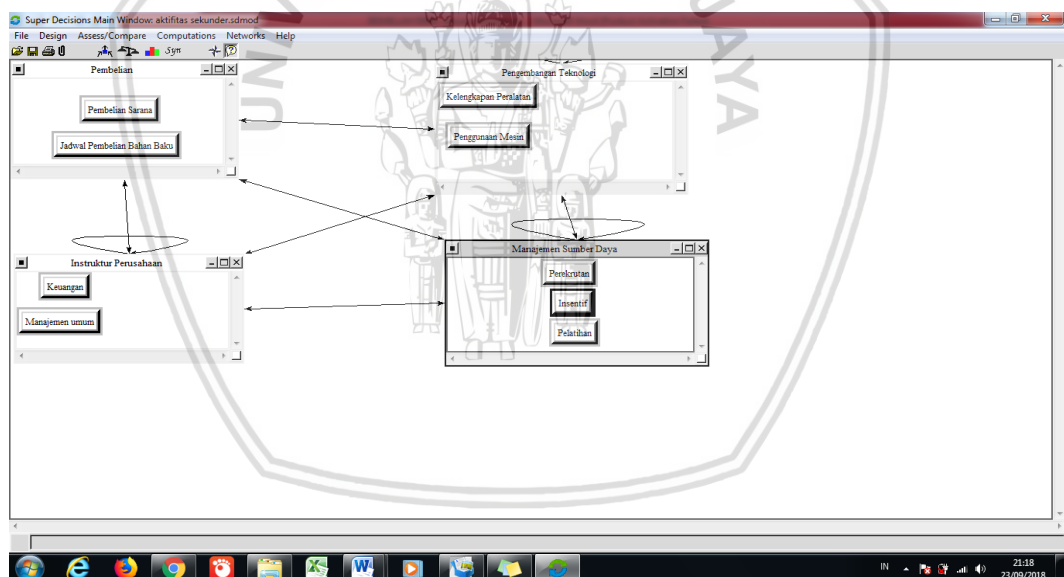 Super Decisions Main Window: aktifitas sekunder.sdmod
File Design Assess/Compare Computations Networks Help
Syn
Pembelian
Pembelian Sarana
Jadwal Pembelian Bahan Baku
Pengembangan Teknologi
Kelengkapan Peralatan
Penggunaan Mesin
Instruktur Perusahaan
Keuangan
Manajemen umum
Manajemen Sumber Daya
Perekrutan
Insentif
Pelatihan
IN
21:18
23/09/2018